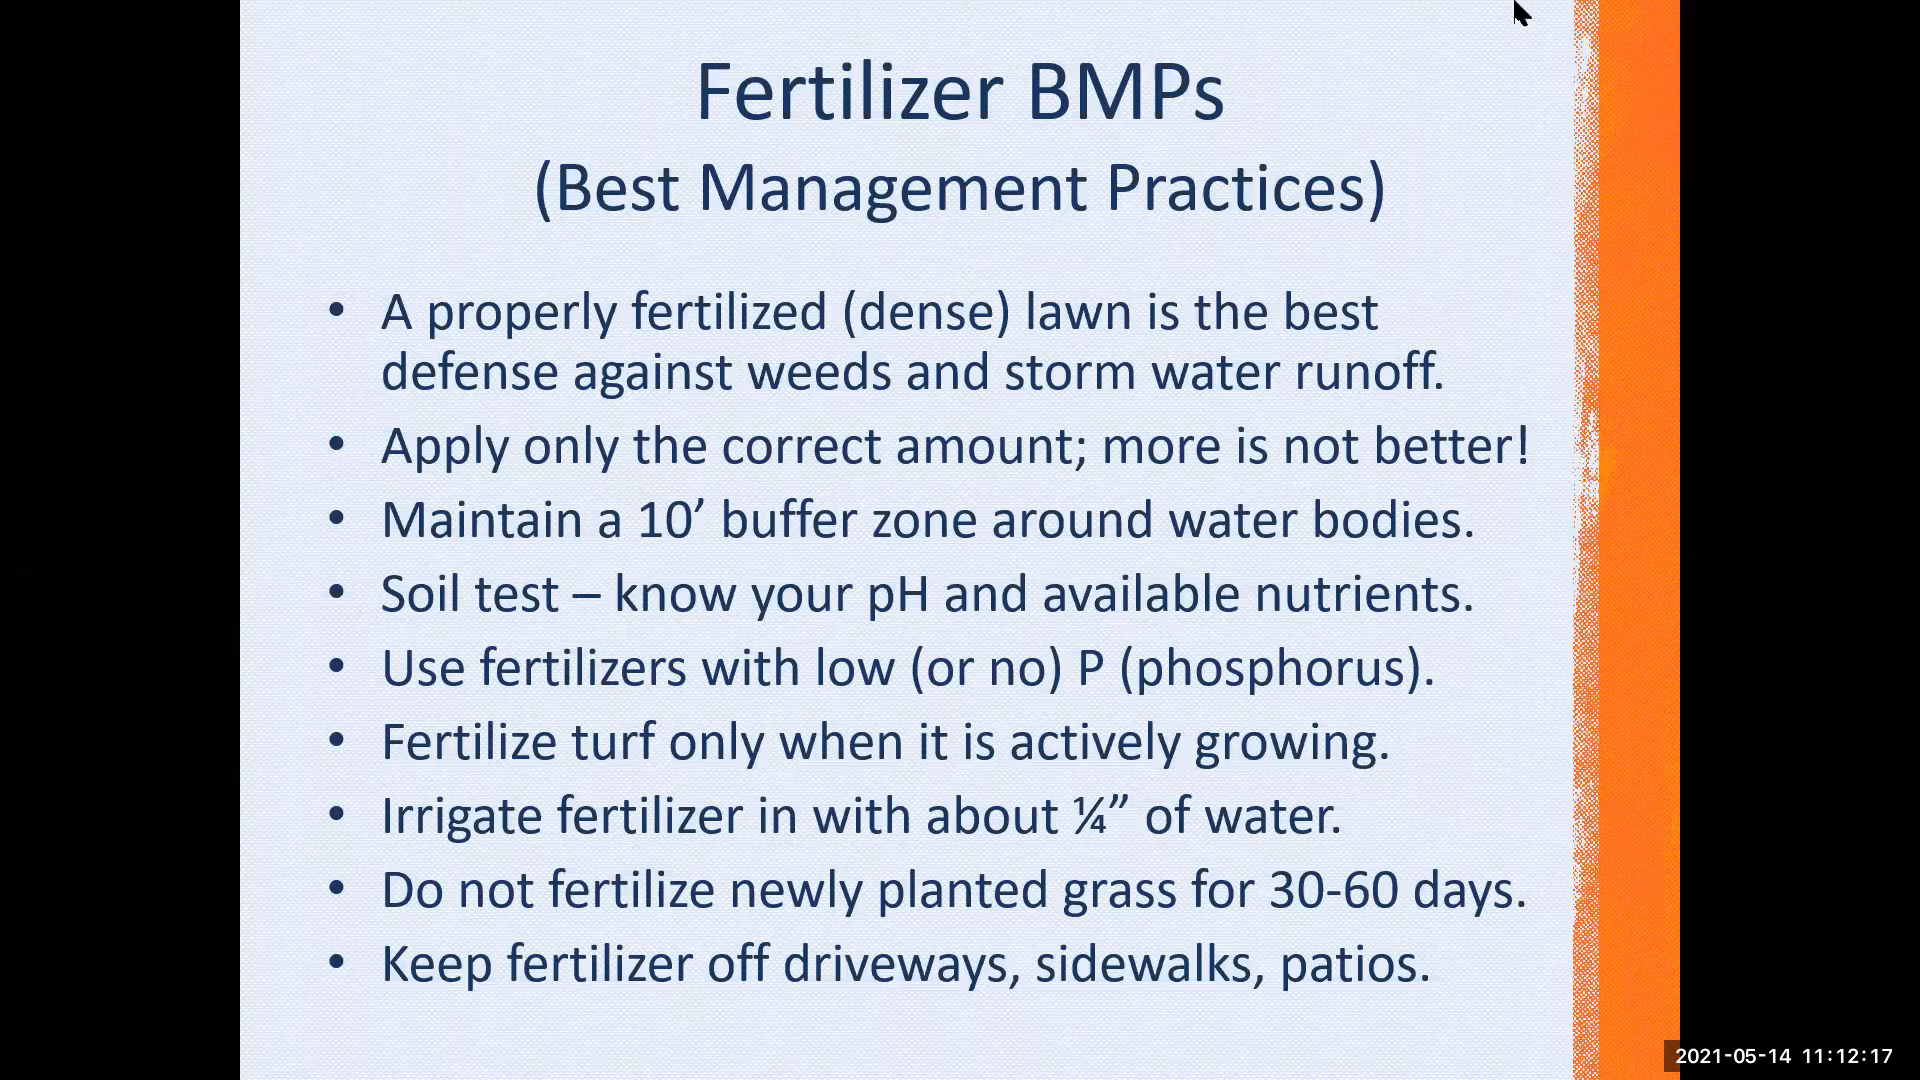 Fertilizer BMPs
(Best Management Practices)
• A properly fertilized (dense) lawn is the best
defense against weeds and storm water runoff.
• Apply only the correct amount; more is not better!
• Maintain a 10’ buffer zone around water bodies.
• Soil test – know your pH and available nutrients.
• Use fertilizers with low (or no) P (phosphorus).
• Fertilize turf only when it is actively growing.
• Irrigate fertilizer in with about ¼” of water.
• Do not fertilize newly planted grass for 30-60 days.
• Keep fertilizer off driveways, sidewalks, patios.
2021-05-14 11:12:17